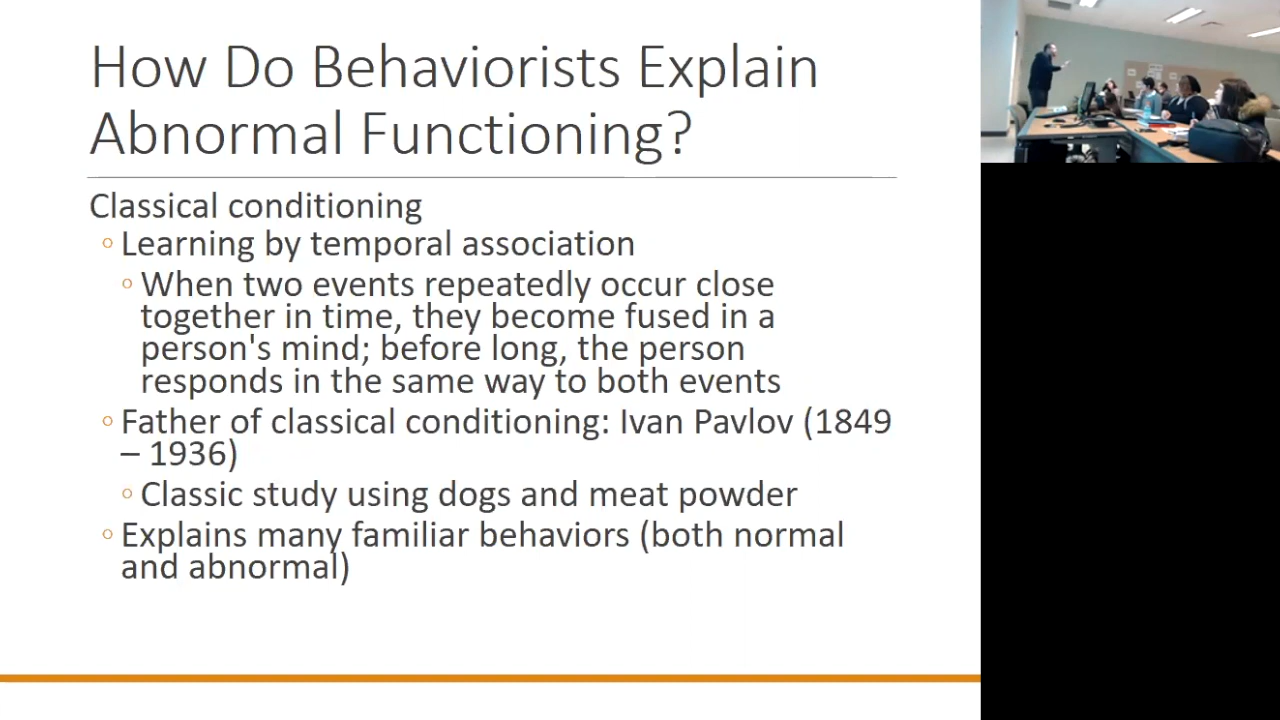 How Do Behaviorists Explain
Abnormal Functioning?
Classical conditioning
◦ Learning by temporal association
◦ When two events repeatedly occur close
together in time, they become fused in a
person's mind; before long, the person
responds in the same way to both events
◦ Father of classical conditioning: Ivan Pavlov (1849
– 1936)
◦ Classic study using dogs and meat powder
◦ Explains many familiar behaviors (both normal
and abnormal)